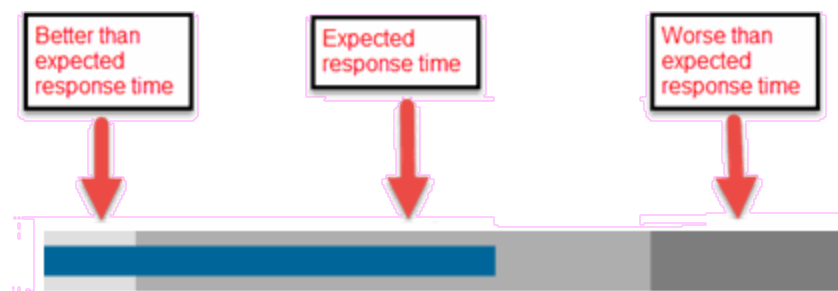 Better than
expected
response time
Expected
response time
Worse than
expected
response time